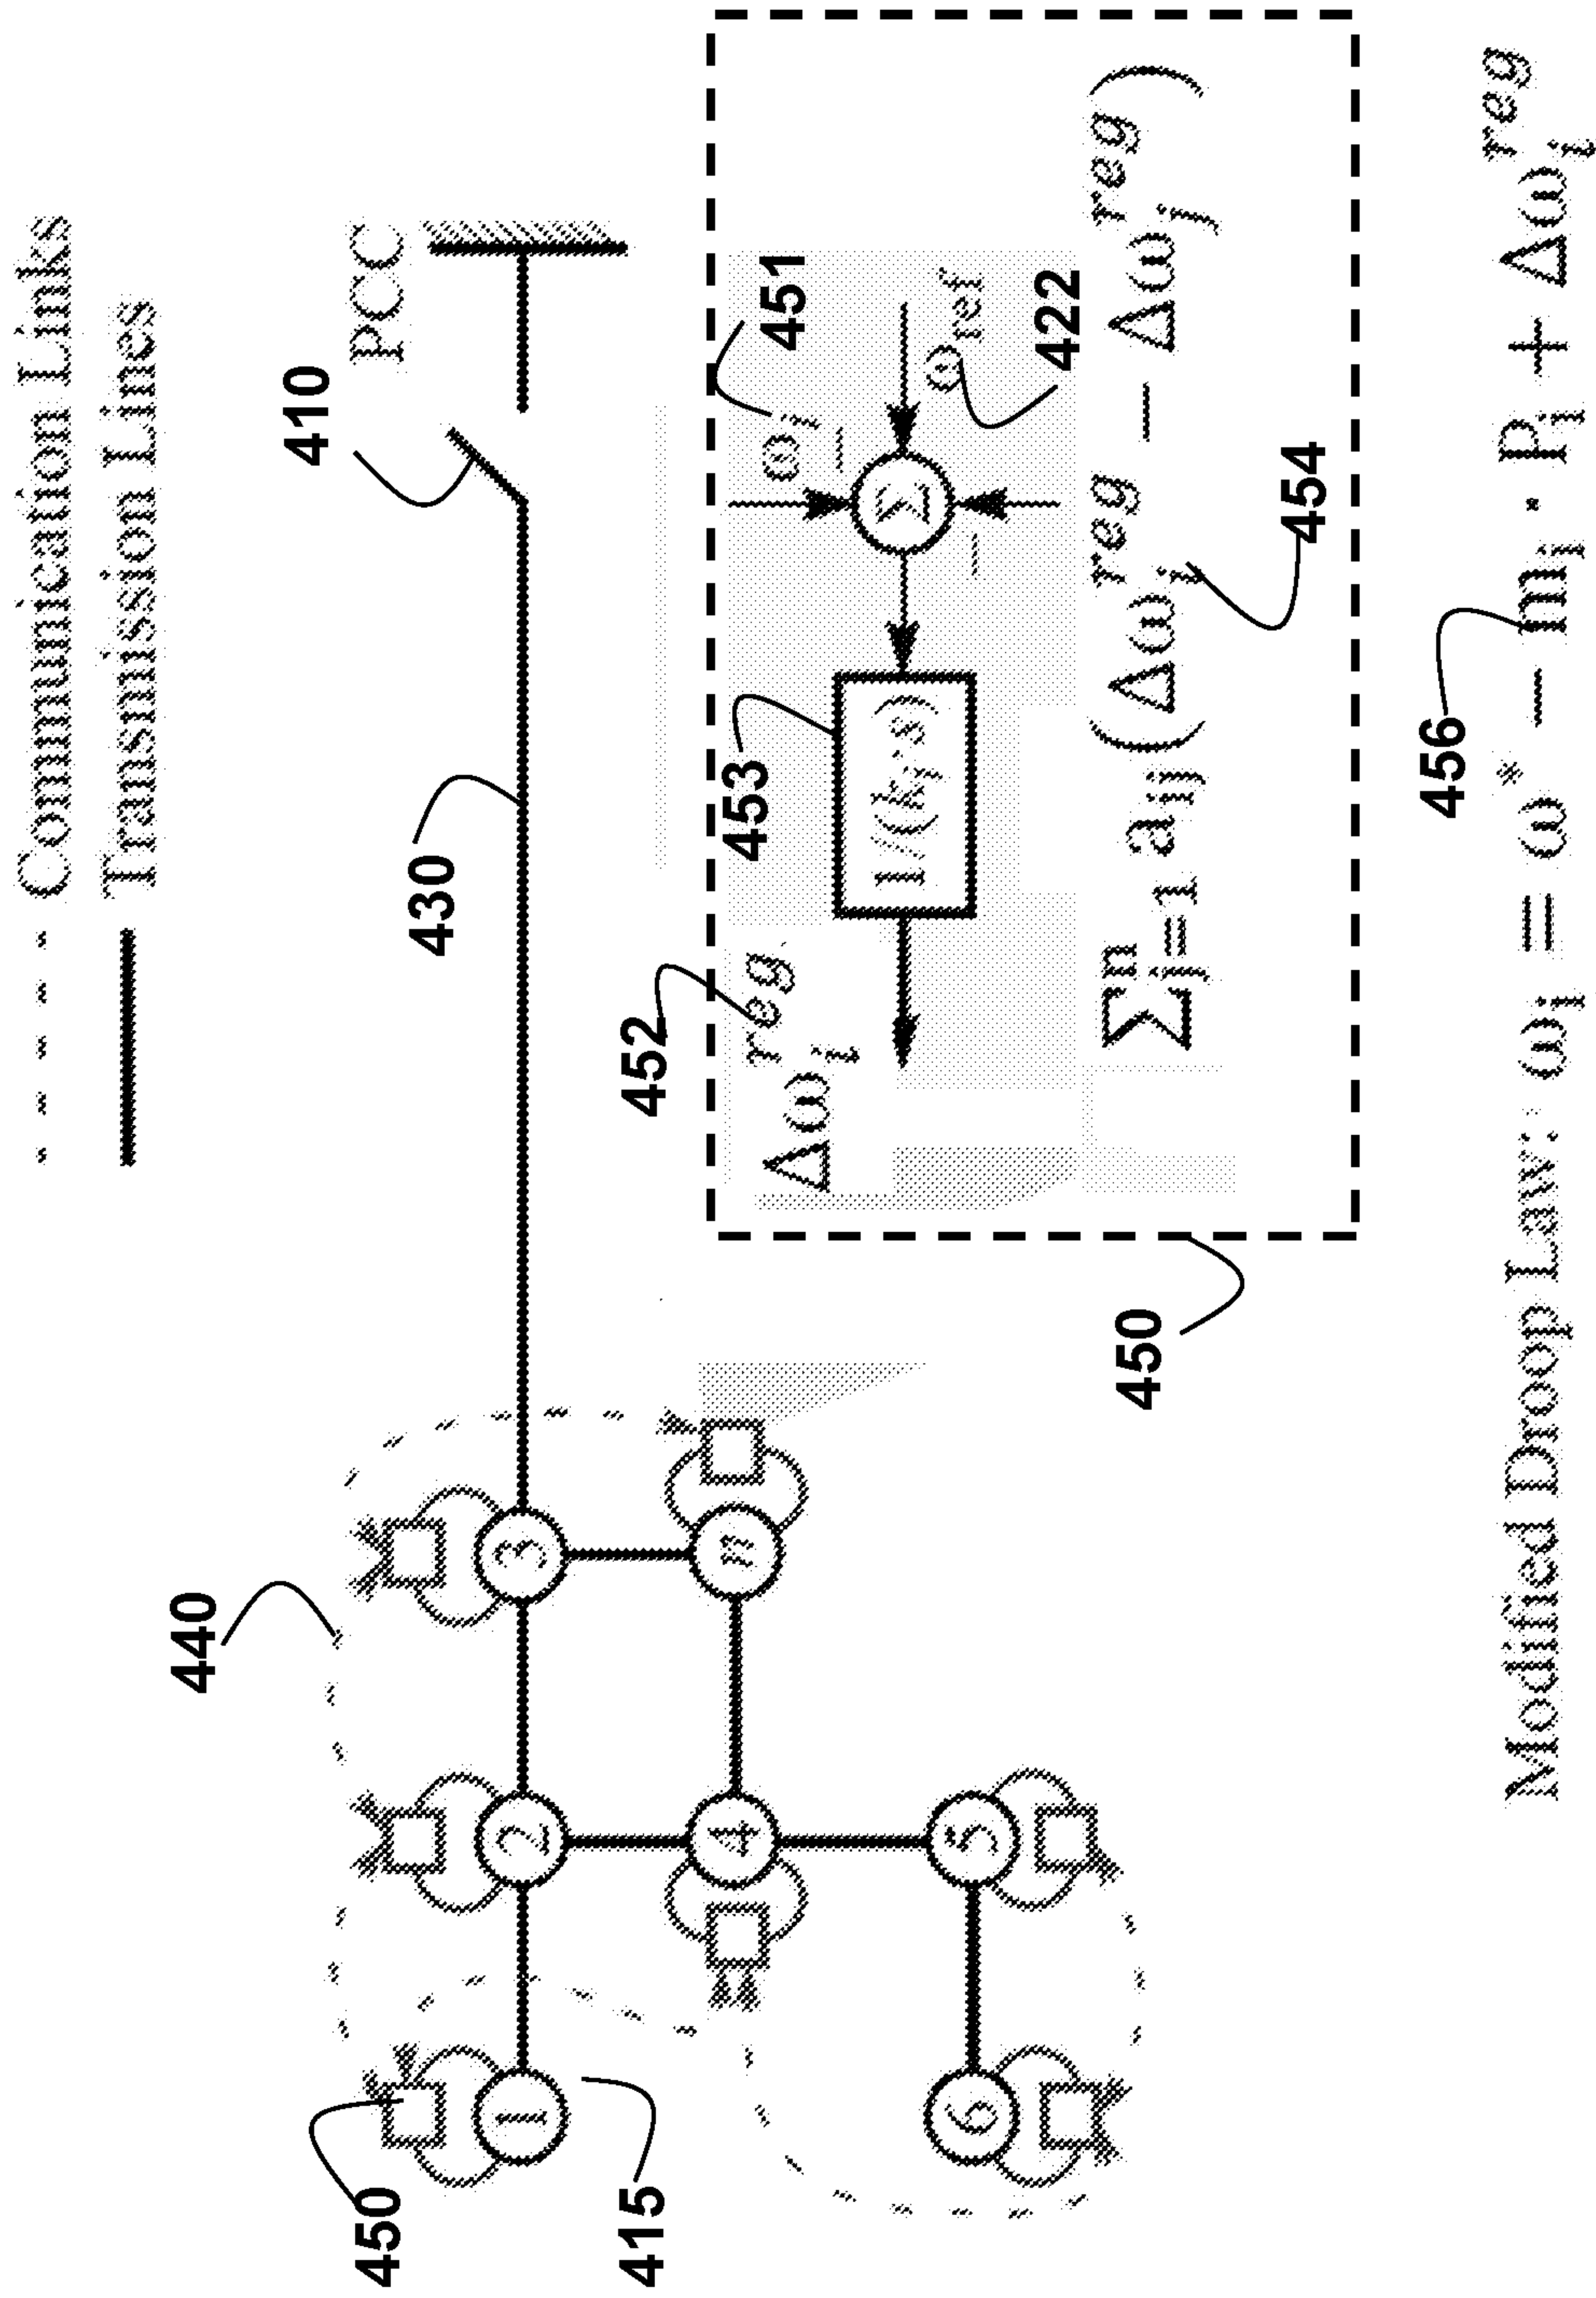 Communication Links
Transmission Lines
410
PCC
430
440
450
415
1
2
3
4
n
5
6
452
Δω_i^reg
453
1/(k_i·s)
451
ω_i
−
Σ
ω_ref
−
422
Σ_{j=1}^n a_ij(Δω_i^reg − Δω_j^reg)
454
450
456
Modified Droop Law: ω_i = ω* − m_i · P_i + Δω_i^reg